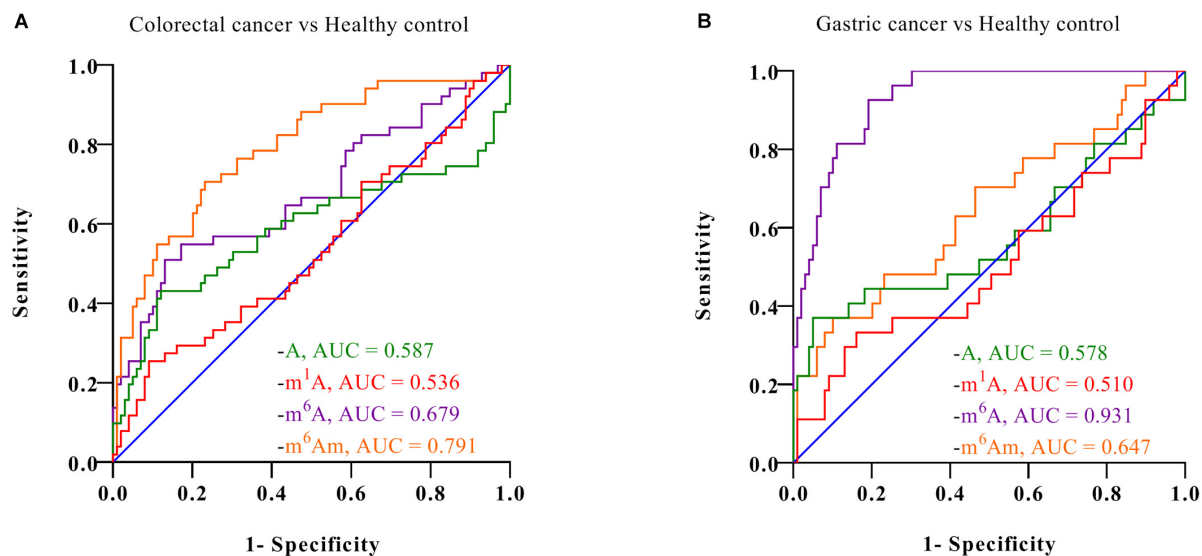 A
Colorectal cancer vs Healthy control
1.0
0.8
0.6
0.4
0.2
0.0
Sensitivity
-A, AUC = 0.587
-m¹A, AUC = 0.536
-m⁶A, AUC = 0.679
-m⁶Am, AUC = 0.791
0.0 0.2 0.4 0.6 0.8 1.0
1- Specificity
B
Gastric cancer vs Healthy control
1.0
0.8
0.6
0.4
0.2
0.0
Sensitivity
-A, AUC = 0.578
-m¹A, AUC = 0.510
-m⁶A, AUC = 0.931
-m⁶Am, AUC = 0.647
0.0 0.2 0.4 0.6 0.8 1.0
1- Specificity